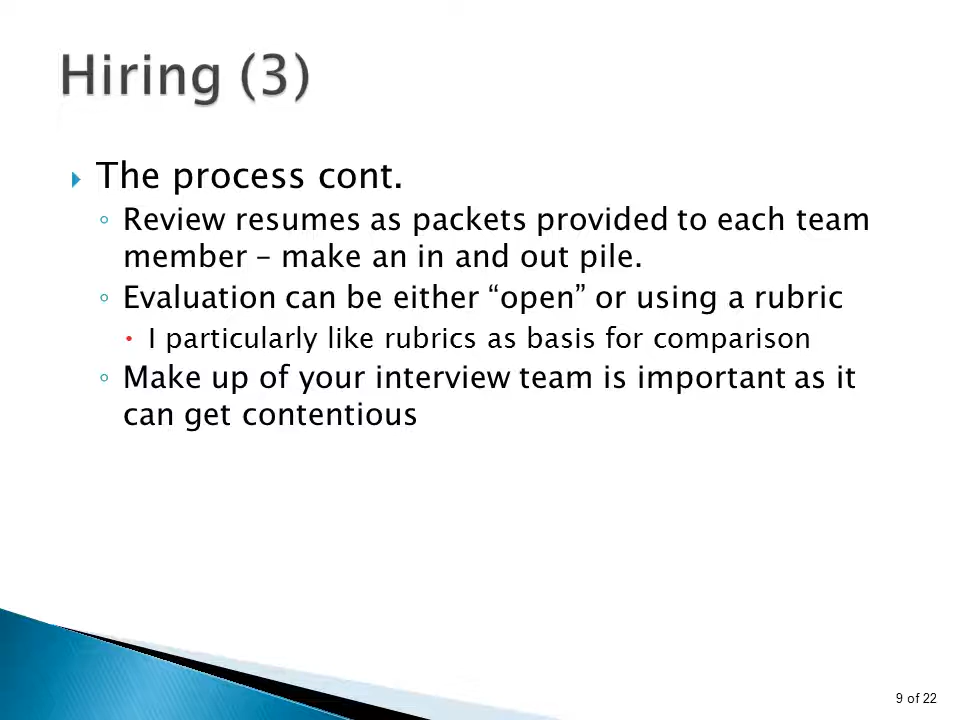 Hiring (3)
The process cont.
Review resumes as packets provided to each team
member – make an in and out pile.
Evaluation can be either “open” or using a rubric
I particularly like rubrics as basis for comparison
Make up of your interview team is important as it
can get contentious
9 of 22